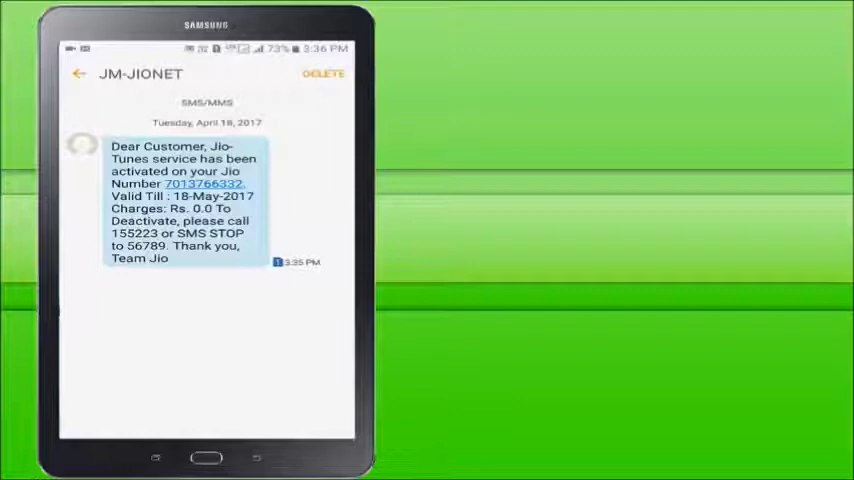 SAMSUNG
73% 3:36 PM
JM-JIONET
DELETE
SMS/MMS
Tuesday, April 18, 2017
Dear Customer, Jio-
Tunes service has been
activated on your Jio
Number 7013766332.
Valid Till : 18-May-2017
Charges: Rs. 0.0 To
Deactivate, please call
155223 or SMS STOP
to 56789. Thank you,
Team Jio
1 3:35 PM